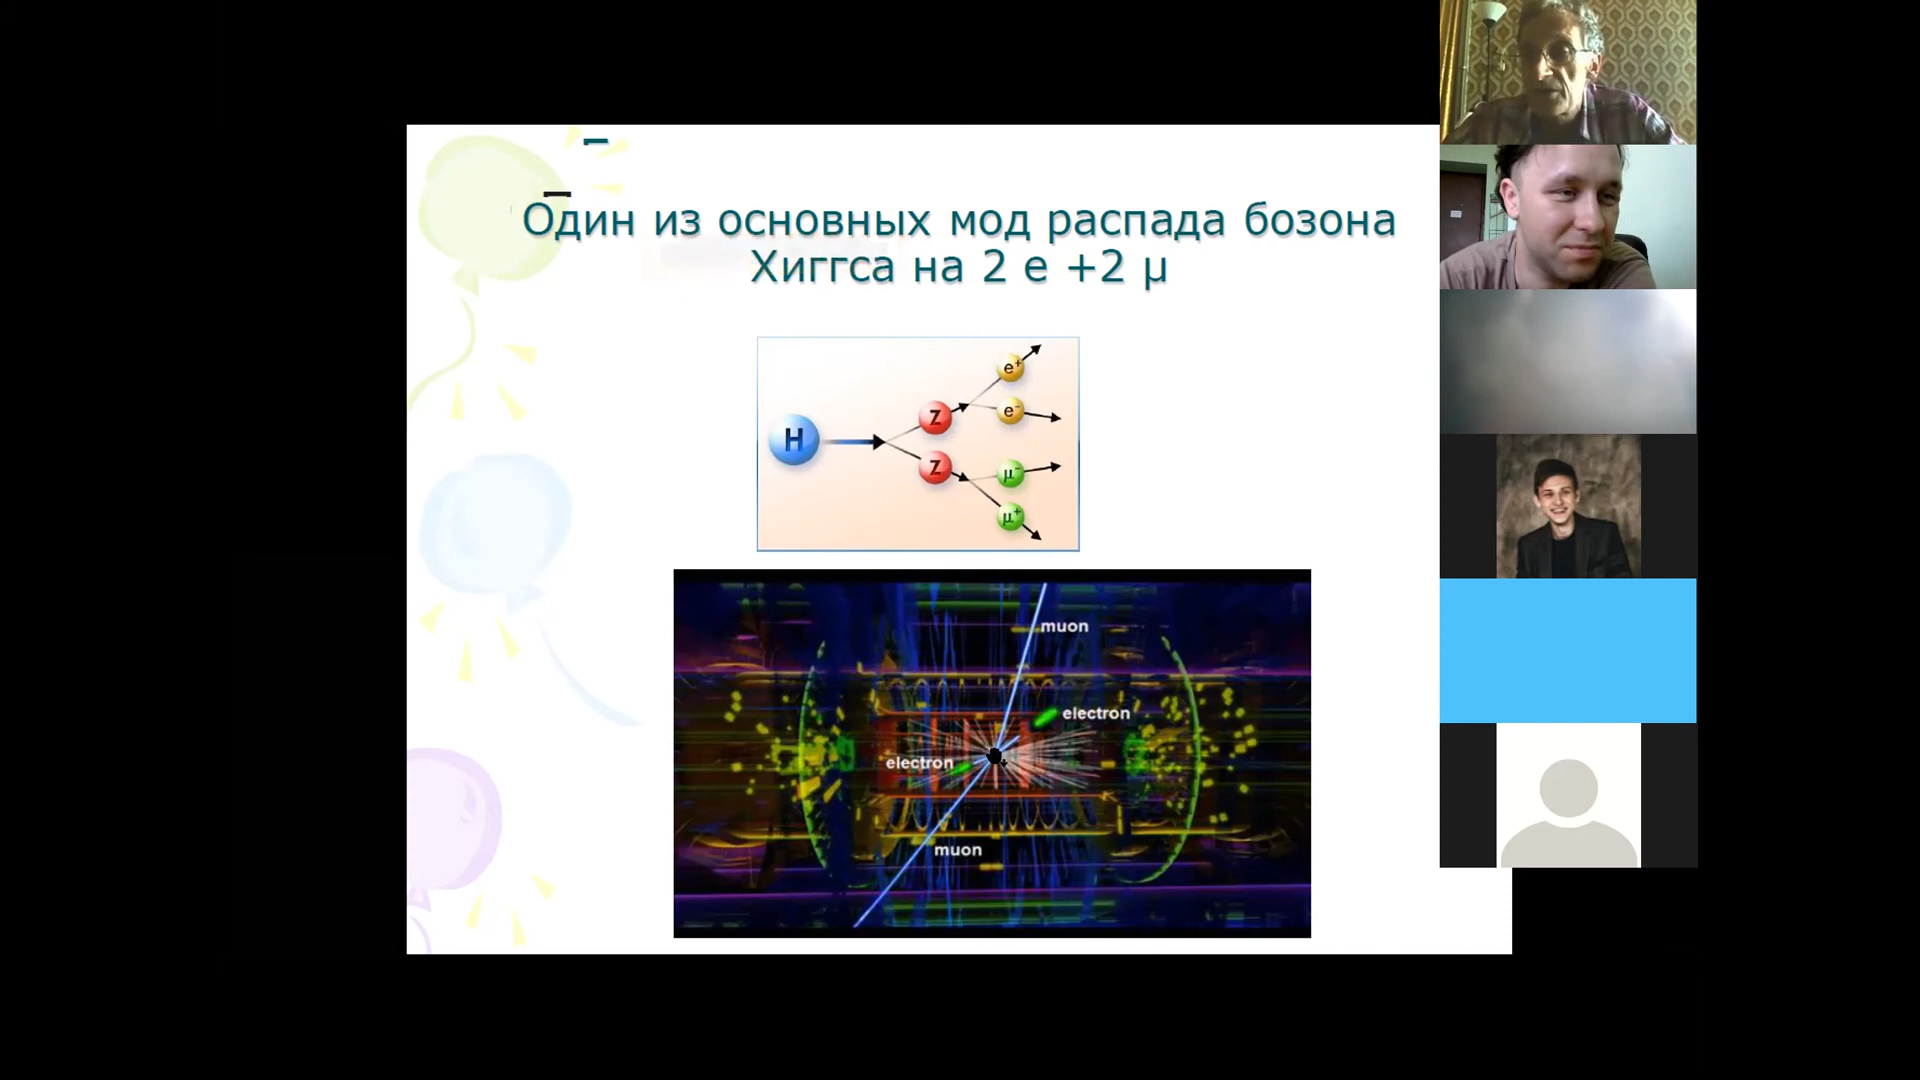 Один из основных мод распада бозона
Хиггса на 2 е +2 µ
H
Z
Z
e+
e-
µ-
µ+
muon
electron
electron
muon